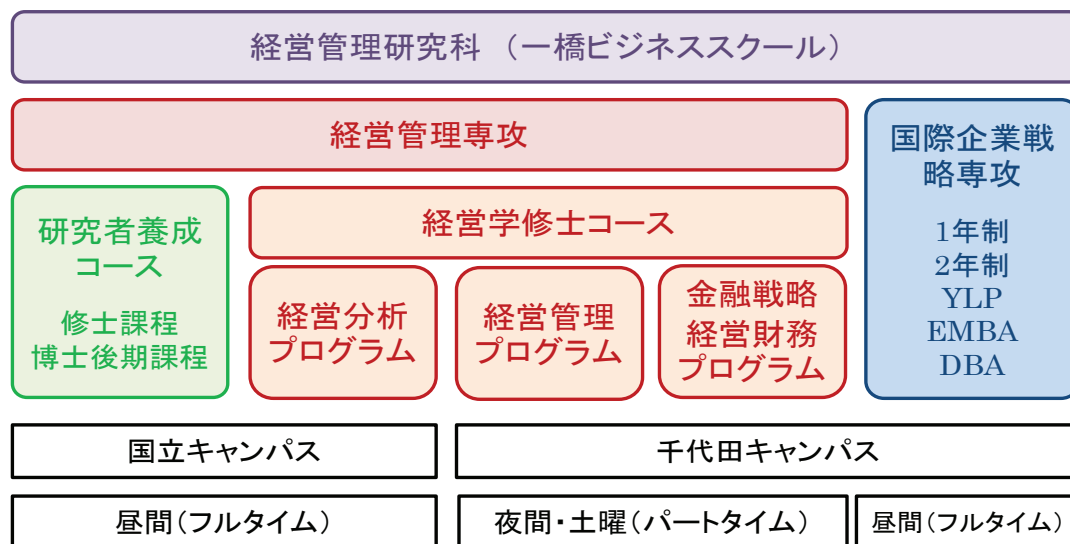 経営管理研究科 (一橋ビジネススクール)
経営管理専攻
国際企業戦
略専攻
1年制
2年制
YLP
EMBA
DBA
研究者養成
コース
修士課程
博士後期課程
経営学修士コース
経営分析
プログラム
経営管理
プログラム
金融戦略
経営財務
プログラム
国立キャンパス
千代田キャンパス
昼間(フルタイム)
夜間・土曜(パートタイム)
昼間(フルタイム)